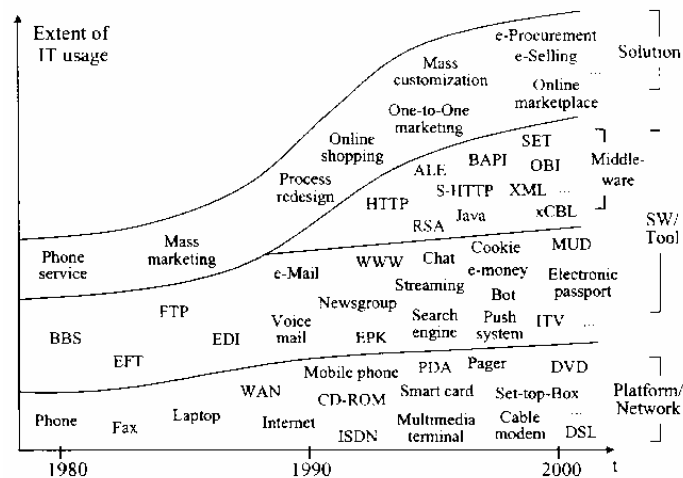 Extent of
IT usage
e-Procurement
e-Selling
...
Solution
Mass
customization
Online
marketplace
One-to-One
marketing
Online
shopping
Process
redesign
SET
BAPI
OBI
ALE
Middle-
ware
S-HTTP
XML
...
HTTP
Java
xCBL
RSA
SW/
Tool
Phone
service
Mass
marketing
e-Mail
WWW
Chat
Cookie
MUD
e-money
Streaming
Electronic
passport
Bot
Newsgroup
FTP
Voice
mail
Search
engine
Push
system
ITV
...
BBS
EDI
EPK
EFT
Mobile phone
PDA
Pager
DVD
WAN
CD-ROM
Smart card
Set-top-Box
Platform/
Network
...
Phone
Fax
Laptop
Internet
ISDN
Multimedia
terminal
Cable
modem
DSL
1980
1990
2000
t